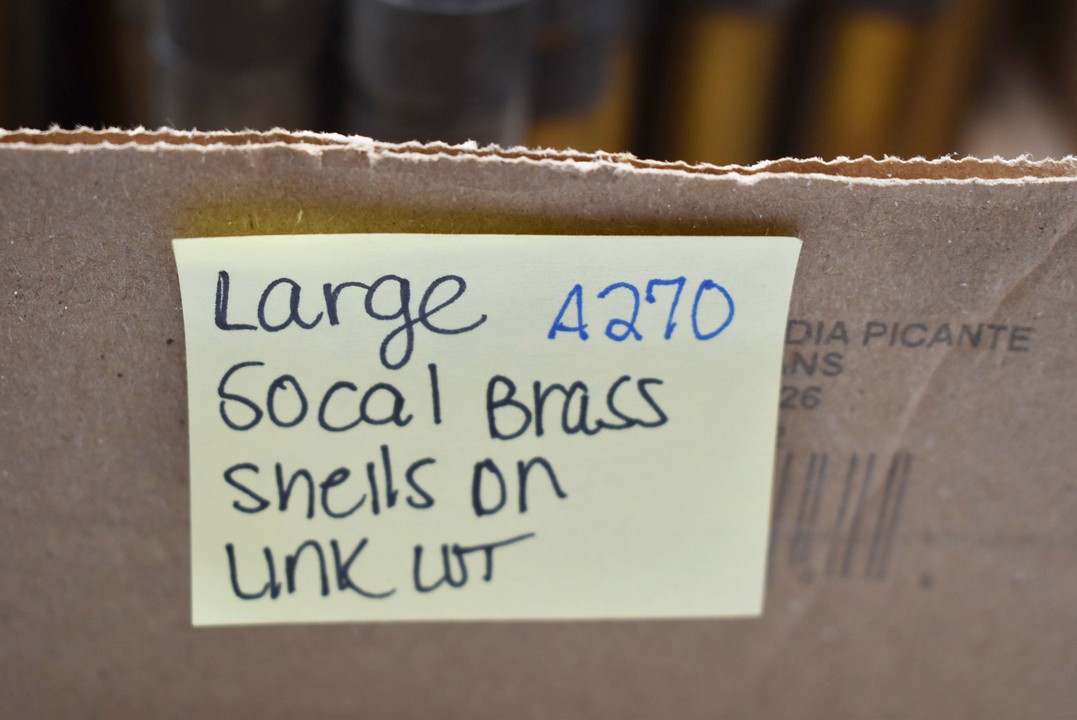 Large A270
50cal Brass
shells on
Link LOT
DIA PICANTE
ANS
26